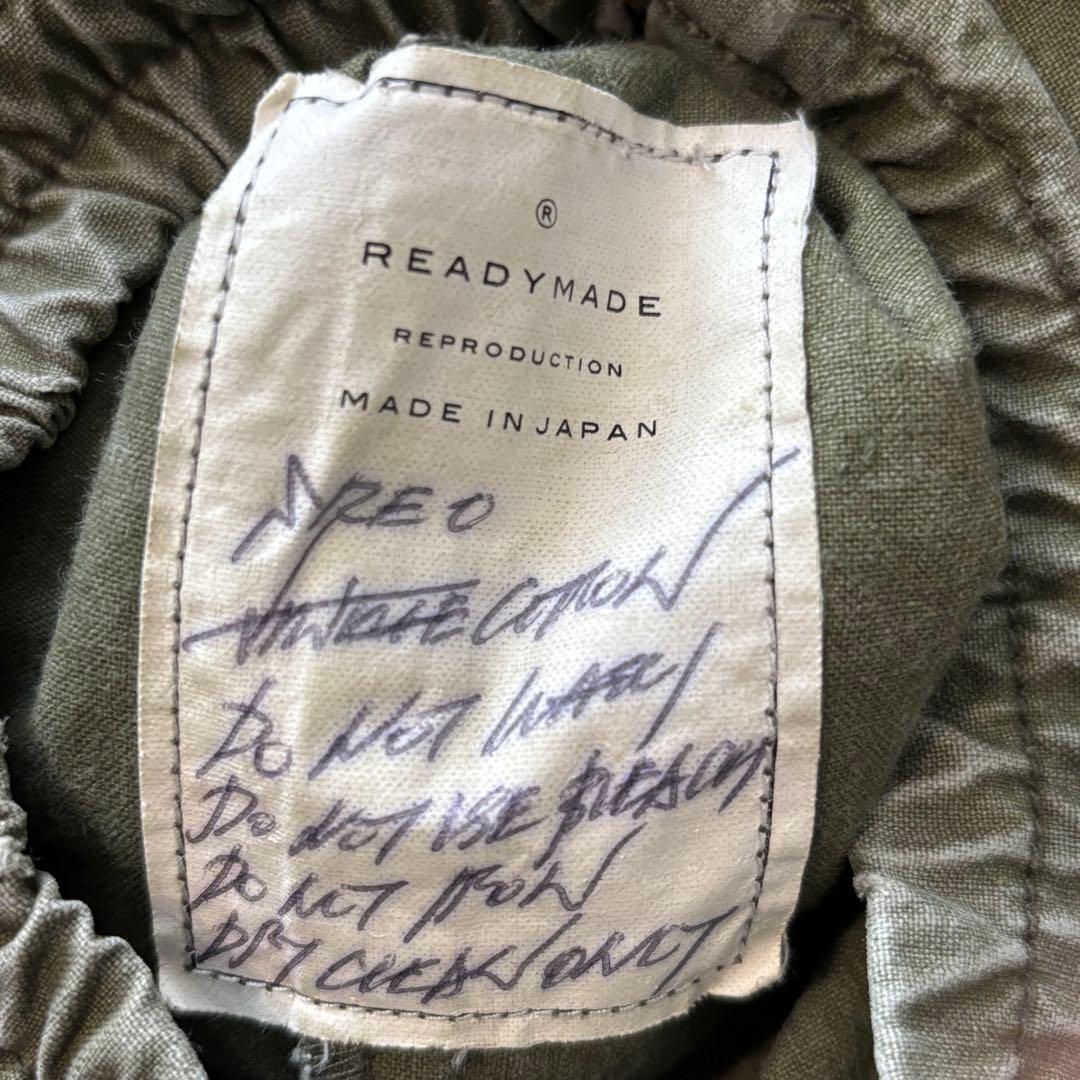 ®
READYMADE
REPRODUCTION
MADE IN JAPAN
VINTAGE COTTON
DO NOT WASH
DO NOT USE BLEACH
DO NOT IRON
DRY CLEAN ONLY